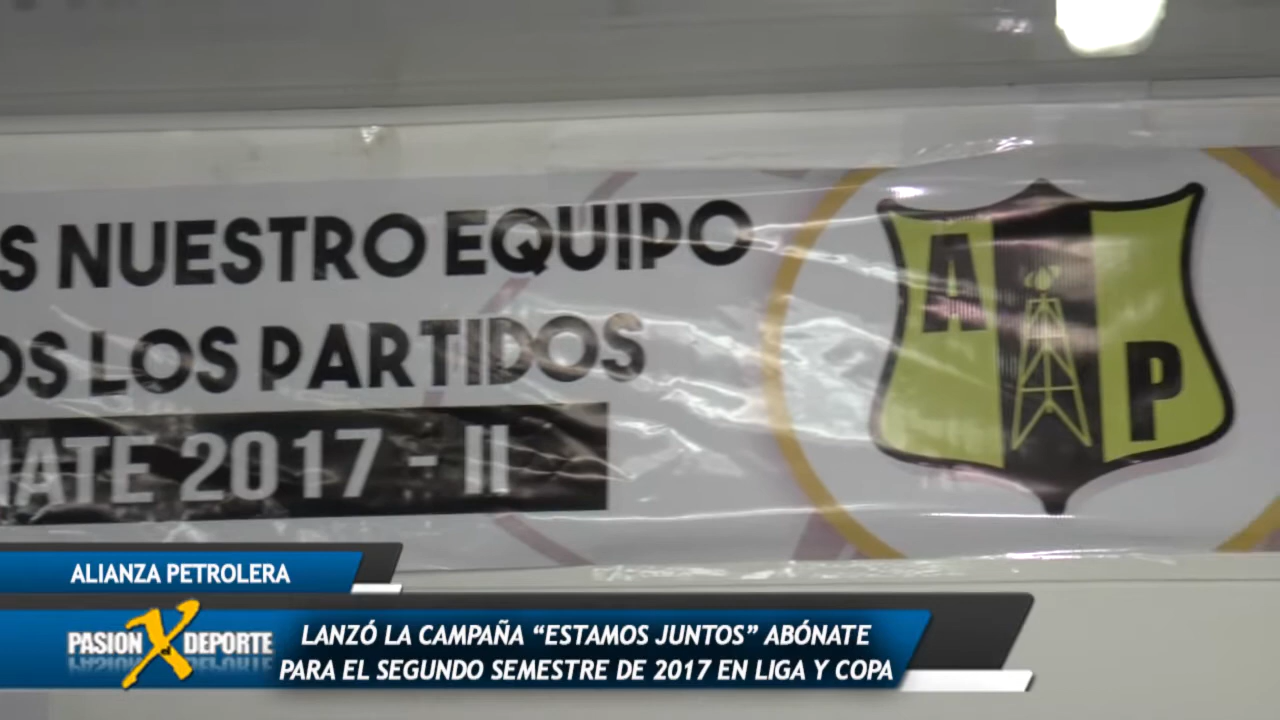 S NUESTRO EQUIPO
OS LOS PARTIDOS
NATE 2017 - II
A P
ALIANZA PETROLERA
PASION X DEPORTE
LANZÓ LA CAMPAÑA “ESTAMOS JUNTOS” ABÓNATE
PARA EL SEGUNDO SEMESTRE DE 2017 EN LIGA Y COPA